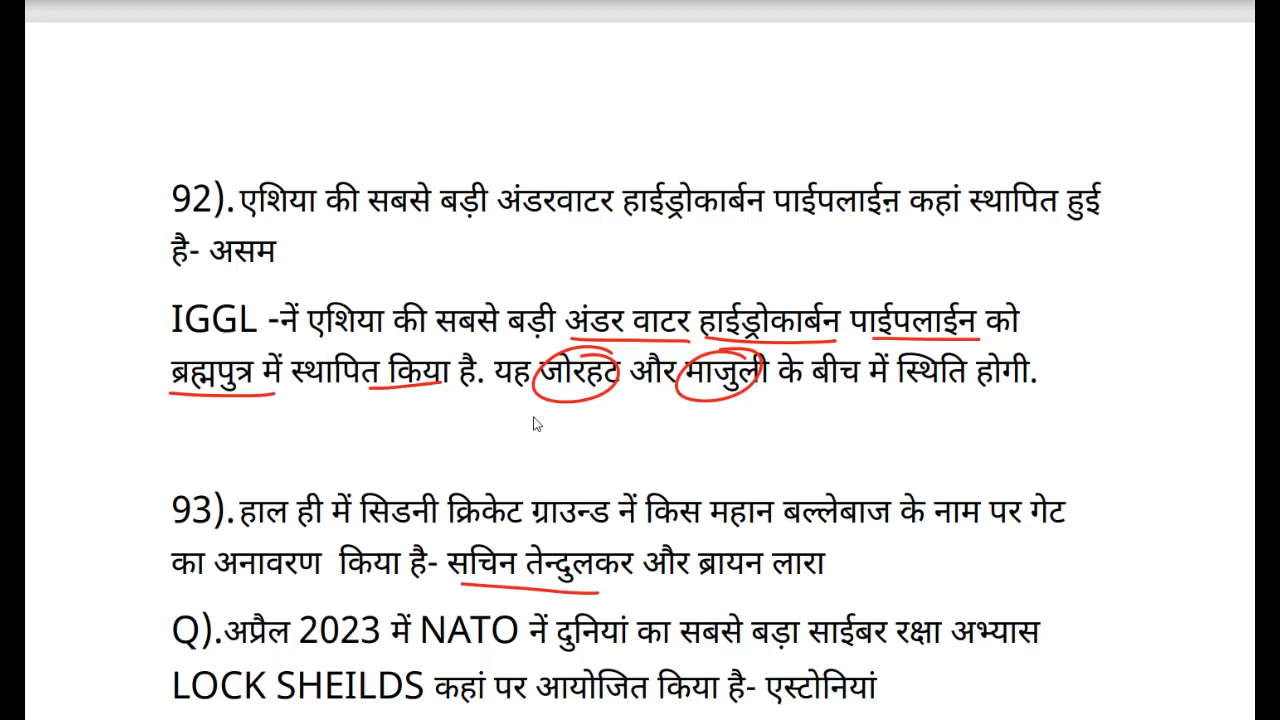 92). एशिया की सबसे बड़ी अंडरवाटर हाईड्रोकार्बन पाईपलाईऩ कहां स्थापित हुई
है- असम
IGGL -नें एशिया की सबसे बड़ी अंडर वाटर हाईड्रोकार्बन पाईपलाईन को
ब्रह्मपुत्र में स्थापित किया है. यह जोरहट और माजुली के बीच में स्थिति होगी.
93). हाल ही में सिडनी क्रिकेट ग्राउन्ड नें किस महान बल्लेबाज के नाम पर गेट
का अनावरण किया है- सचिन तेन्दुलकर और ब्रायन लारा
Q).अप्रैल 2023 में NATO नें दुनियां का सबसे बड़ा साईबर रक्षा अभ्यास
LOCK SHEILDS कहां पर आयोजित किया है- एस्टोनियां